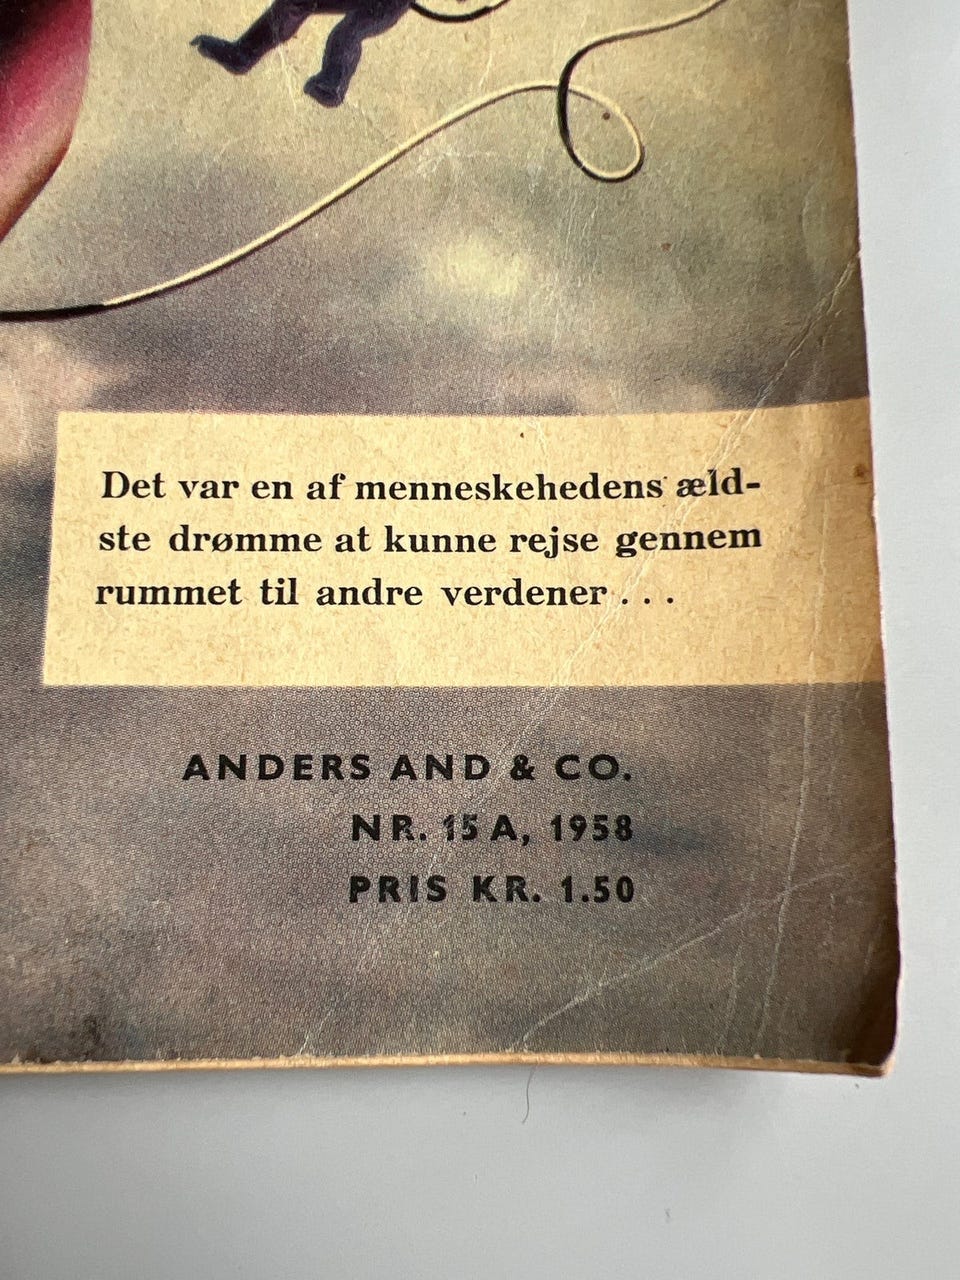 Det var en af menneskehedens æld-
ste drømme at kunne rejse gennem
rummet til andre verdener . . .
ANDERS AND & CO.
NR. 15 A, 1958
PRIS KR. 1.50